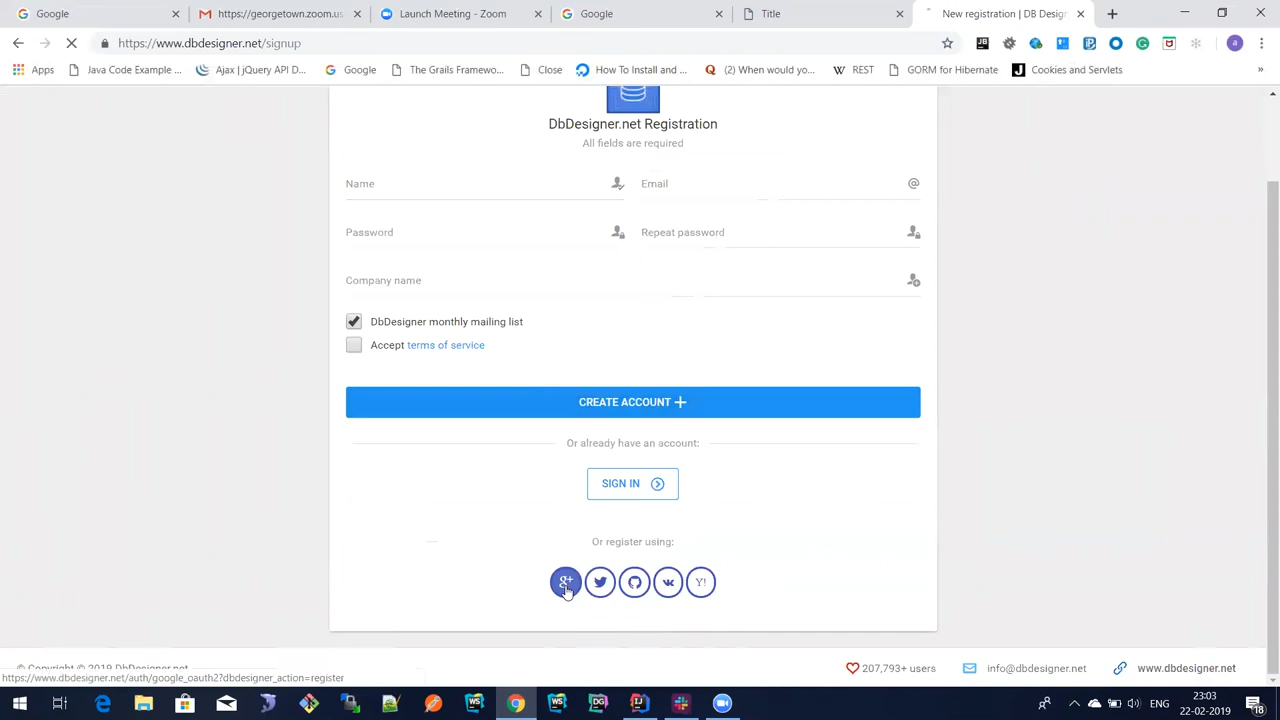 Google
https://georgetown.zoom.us
Launch Meeting - Zoom
Google
Title
New registration | DB Desig
https://www.dbdesigner.net/signup
Apps
Java Code Example ...
Ajax | jQuery API D...
Google
The Grails Framewo...
Close
How To Install and ...
(2) When would yo...
REST
GORM for Hibernate
Cookies and Servlets
DbDesigner.net Registration
All fields are required
Name
Email
Password
Repeat password
Company name
DbDesigner monthly mailing list
Accept terms of service
CREATE ACCOUNT
Or already have an account:
SIGN IN
Or register using:
© Copyright © 2019 DbDesigner.net
207,793+ users
info@dbdesigner.net
www.dbdesigner.net
https://www.dbdesigner.net/auth/google_oauth2?dbdesigner_action=register
ENG
23:03
22-02-2019